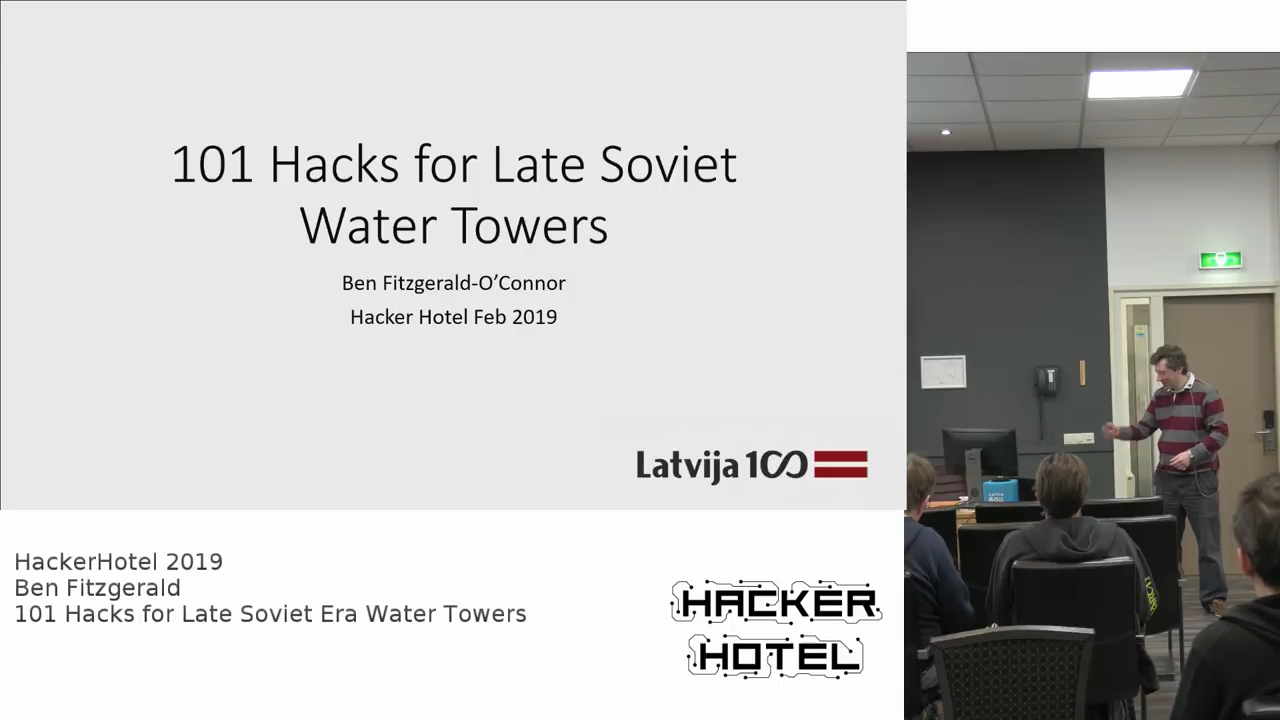 101 Hacks for Late Soviet
Water Towers
Ben Fitzgerald-O’Connor
Hacker Hotel Feb 2019
Latvija 100
HackerHotel 2019
Ben Fitzgerald
101 Hacks for Late Soviet Era Water Towers
HACKER
HOTEL